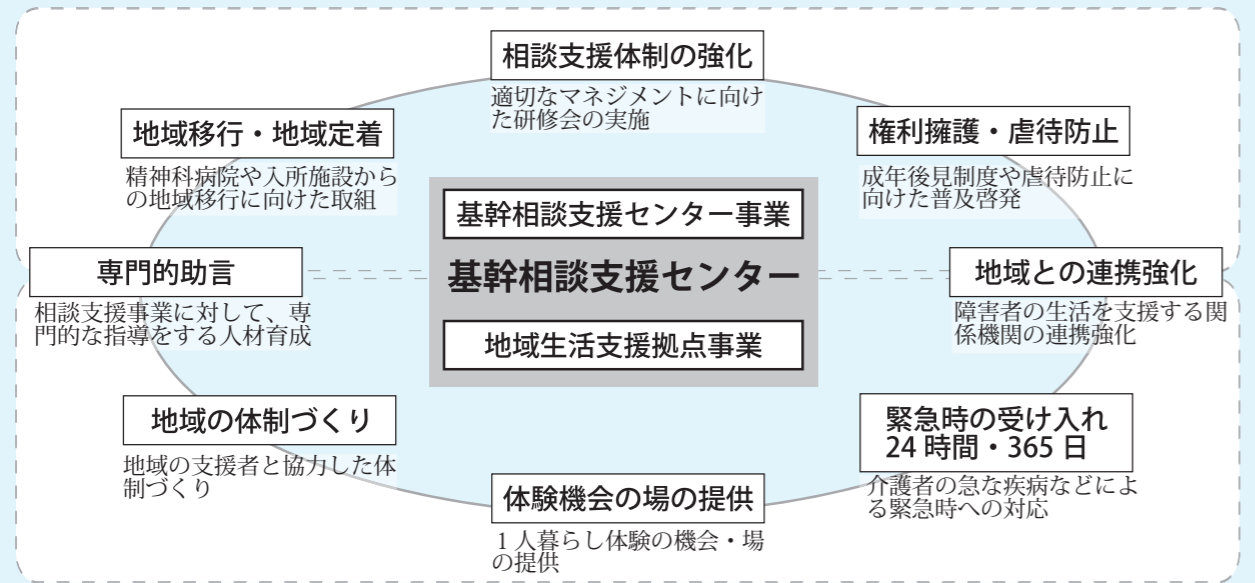 相談支援体制の強化
適切なマネジメントに向け
た研修会の実施
地域移行・地域定着
精神科病院や入所施設から
の地域移行に向けた取組
権利擁護・虐待防止
成年後見制度や虐待防止に
向けた普及啓発
基幹相談支援センター事業
基幹相談支援センター
地域生活支援拠点事業
専門的助言
相談支援事業に対して、専
門的な指導をする人材育成
地域との連携強化
障害者の生活を支援する関
係機関の連携強化
地域の体制づくり
地域の支援者と協力した体
制づくり
緊急時の受け入れ
24 時間・365 日
介護者の急な疾病などによ
る緊急時への対応
体験機会の場の提供
１人暮らし体験の機会・場
の提供